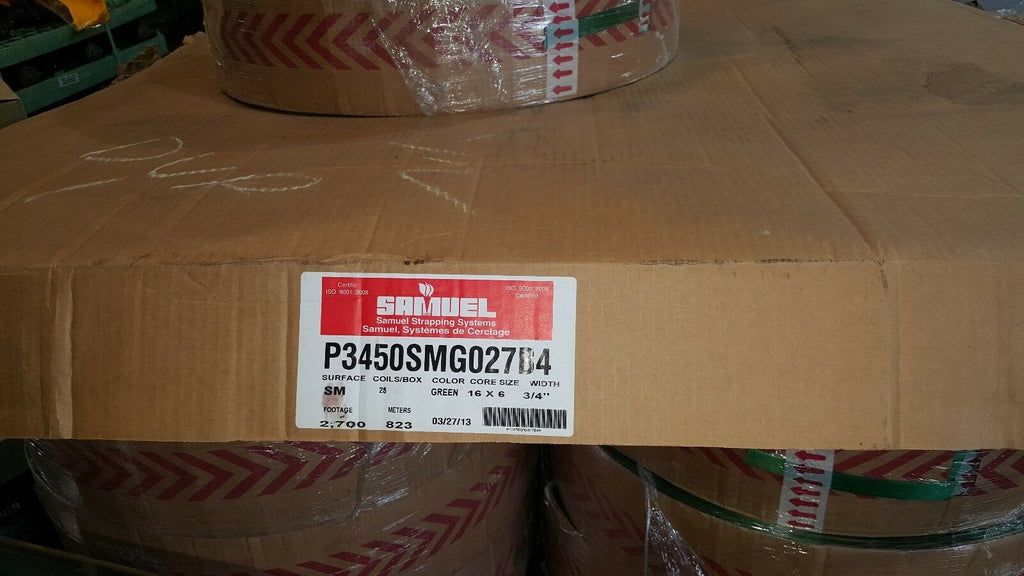 Certifié
ISO 9001:2008
ISO 9001:2008
Certified
SAMUEL
Samuel Strapping Systems
Samuel, Systèmes de Cerclage
P3450SMG027B4
SURFACE COILS/BOX COLOR CORE SIZE WIDTH
SM 28 GREEN 16 X 6 3/4"
FOOTAGE METERS
2,700 823 03/27/13